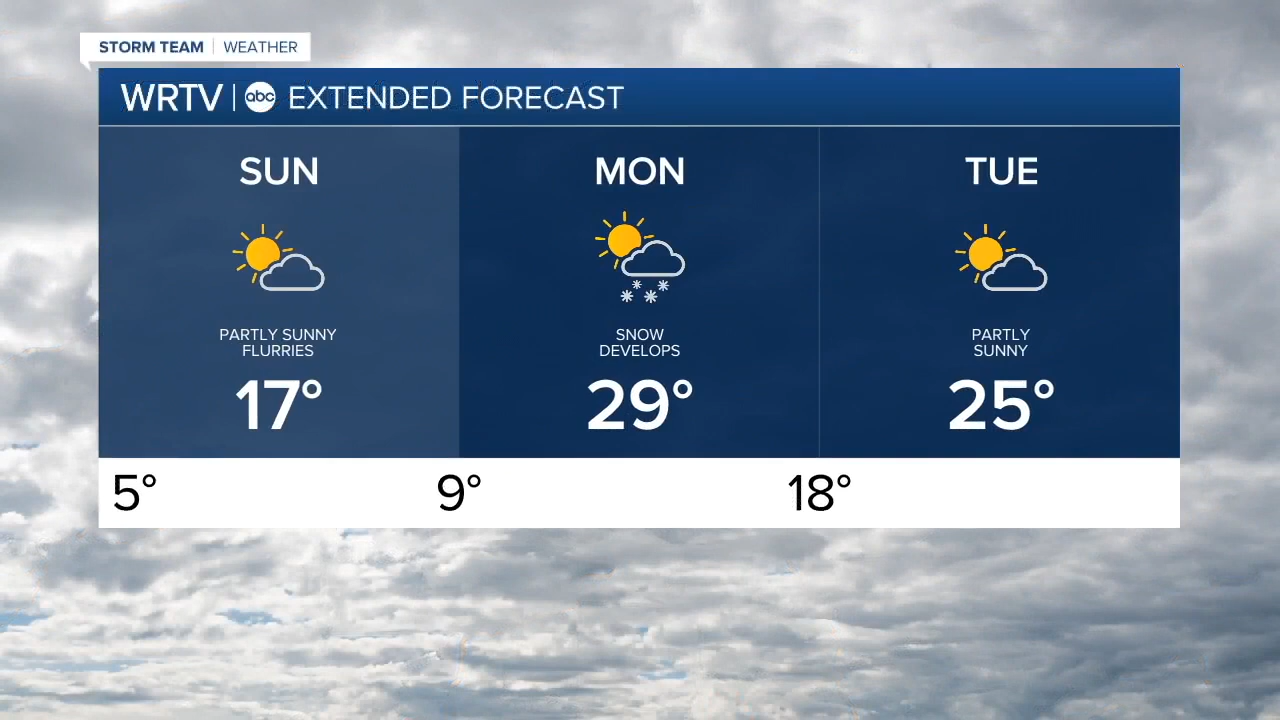 STORM TEAM | WEATHER
WRTV | abc EXTENDED FORECAST
SUN
MON
TUE
PARTLY SUNNY
FLURRIES
SNOW
DEVELOPS
PARTLY
SUNNY
17°
29°
25°
5°
9°
18°